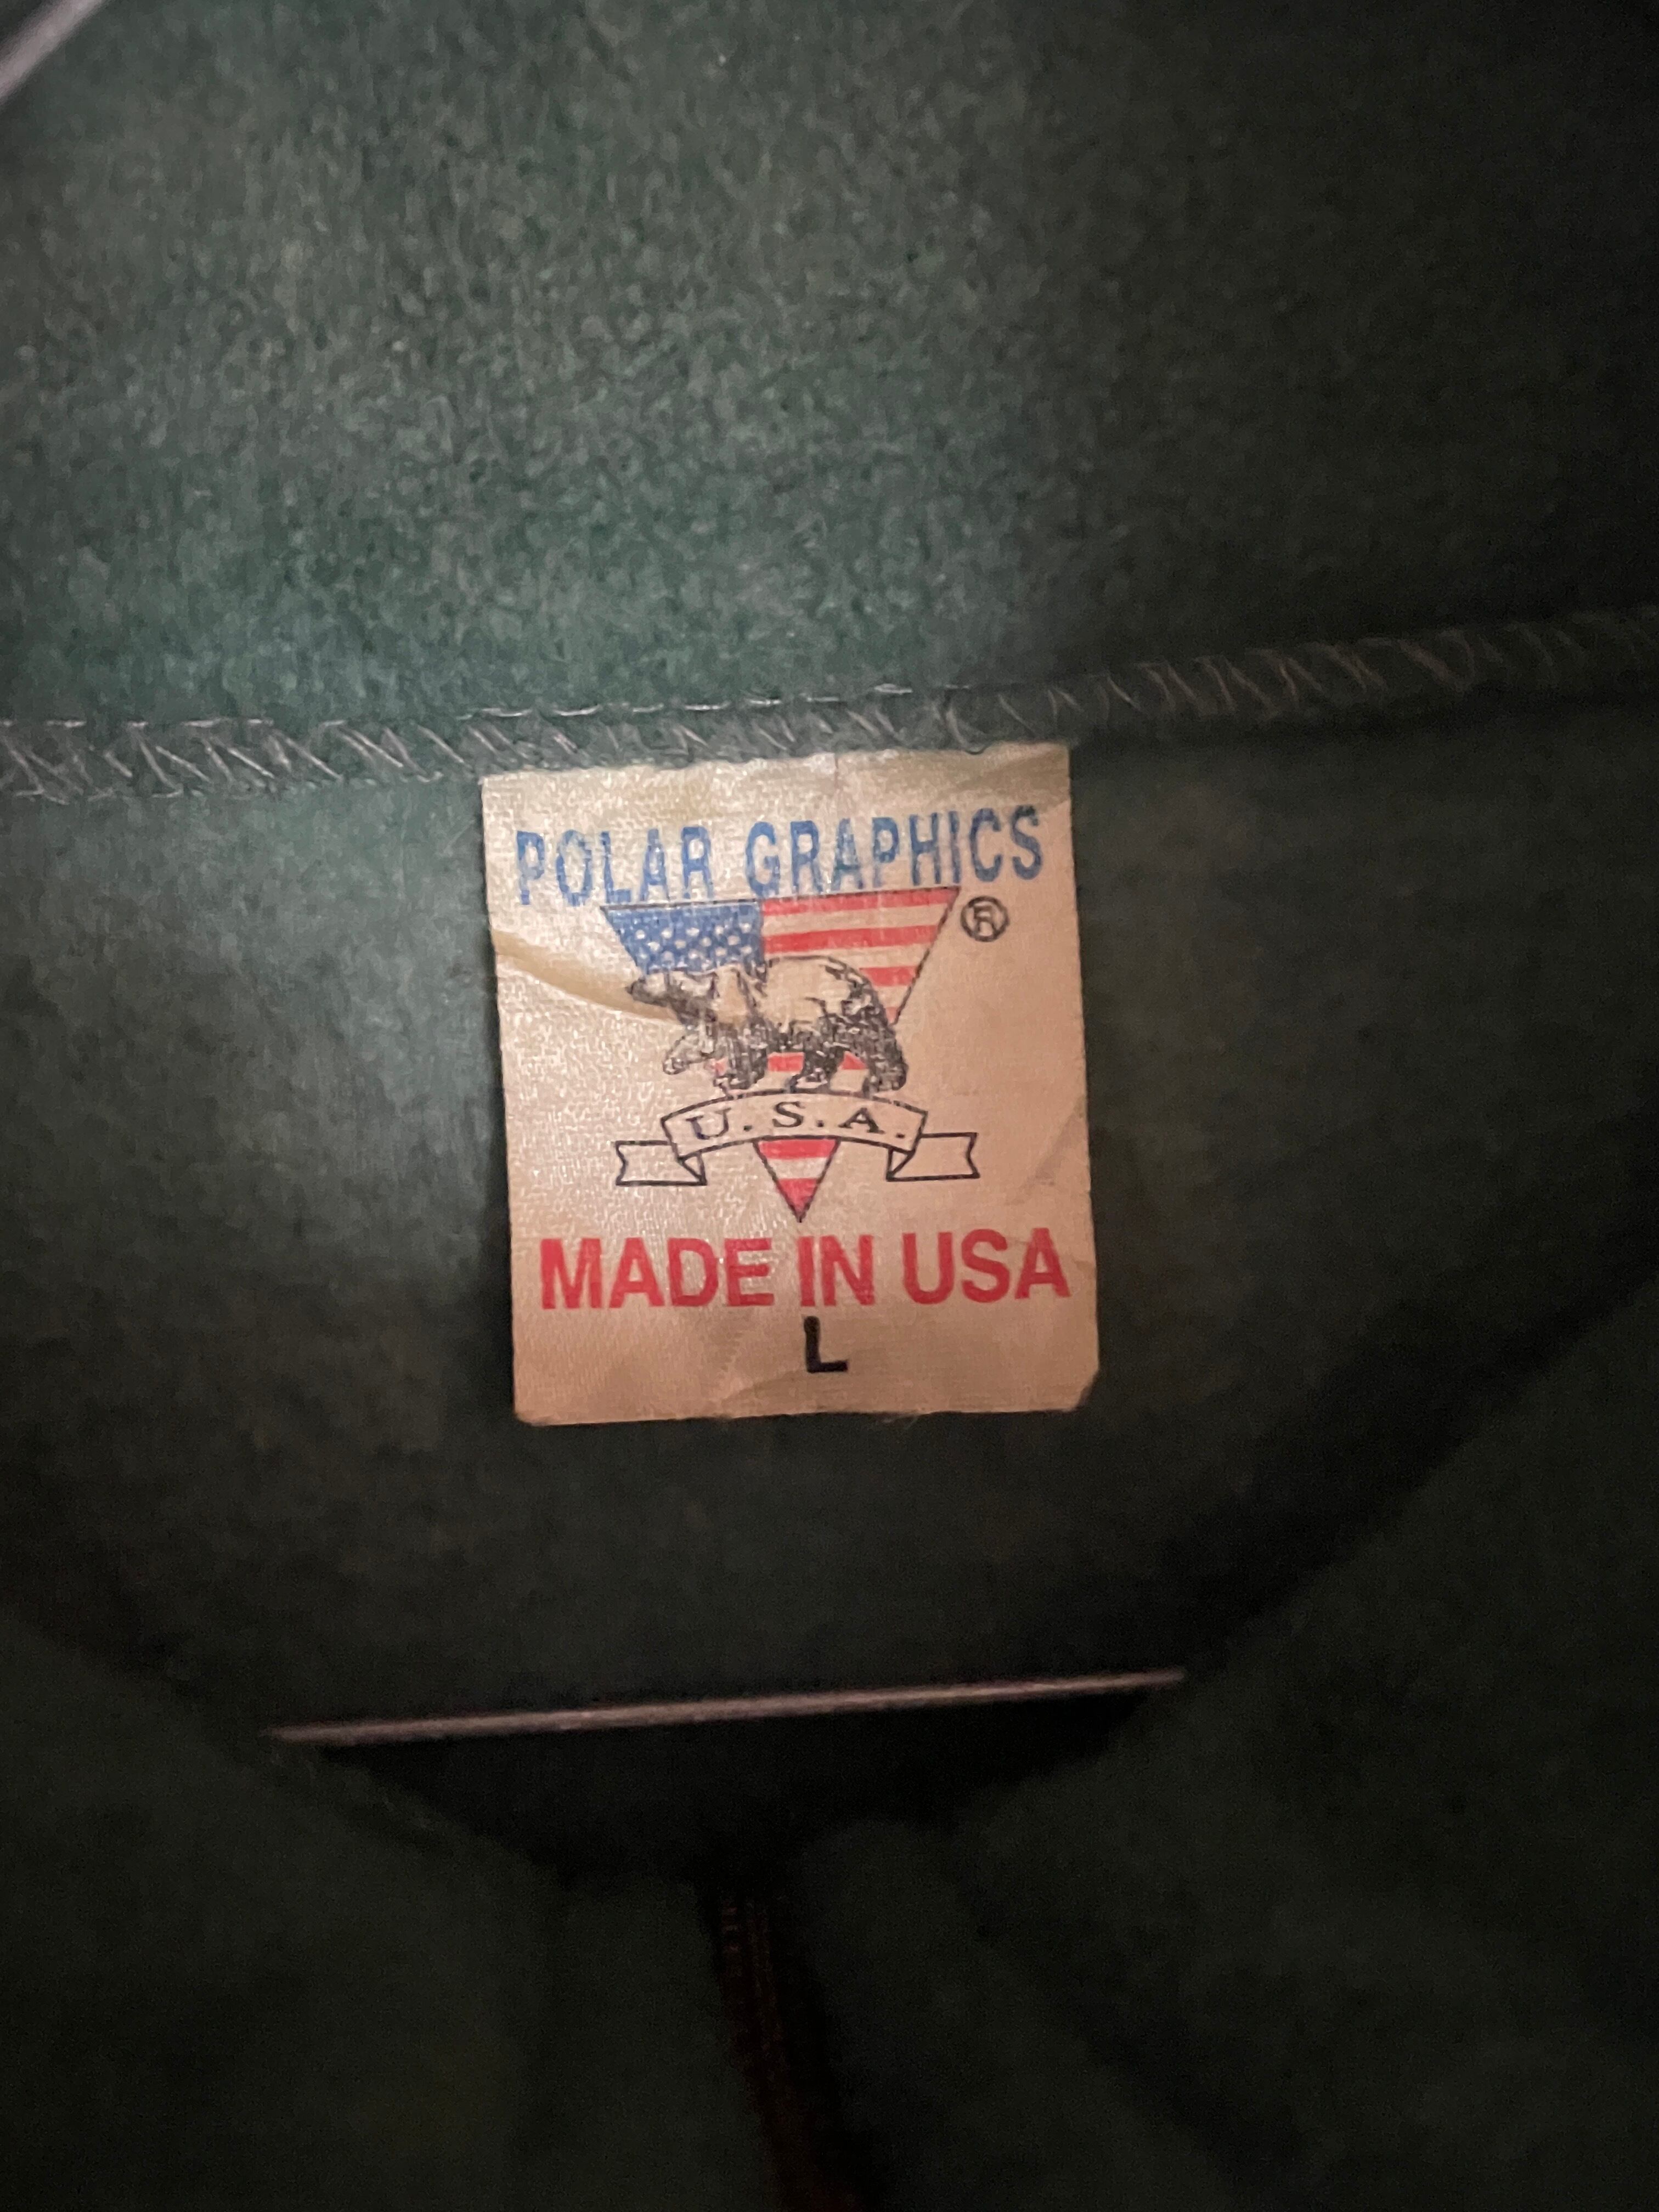 POLAR GRAPHICS
®
U.S.A.
MADE IN USA
L